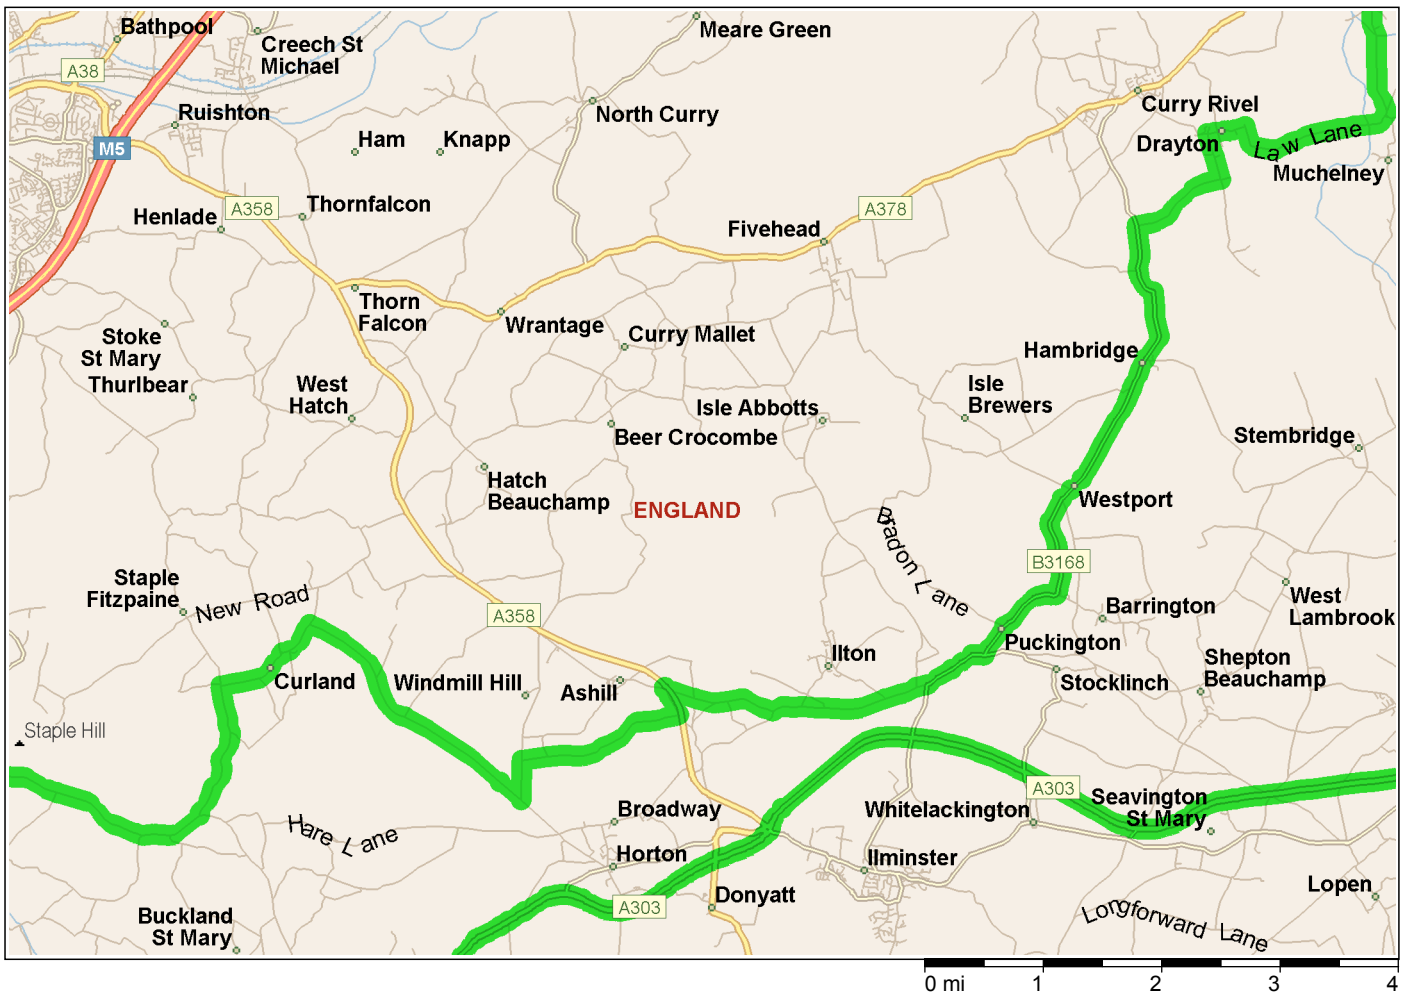 Bathpool
Creech St
Michael
Meare Green
A38
Ruishton
M5
Ham
Knapp
North Curry
Curry Rivel
Drayton
Law Lane
Muchelney
Henlade
A358
Thornfalcon
Fivehead
A378
Thorn
Falcon
Wrantage
Curry Mallet
Stoke
St Mary
Thurlbear
West
Hatch
Hambridge
Isle
Brewers
Isle Abbotts
Beer Crocombe
Stembridge
Hatch
Beauchamp
ENGLAND
Westport
Bradon Lane
B3168
Staple
Fitzpaine
New Road
A358
Barrington
West
Lambrook
Puckington
Ilton
Shepton
Beauchamp
Stocklinch
Curland
Windmill Hill
Ashill
Staple Hill
A303
Seavington
St Mary
Whitelackington
Broadway
Hare Lane
Horton
Ilminster
Donyatt
A303
Lopen
Longforward Lane
Buckland
St Mary
0 mi 1 2 3 4